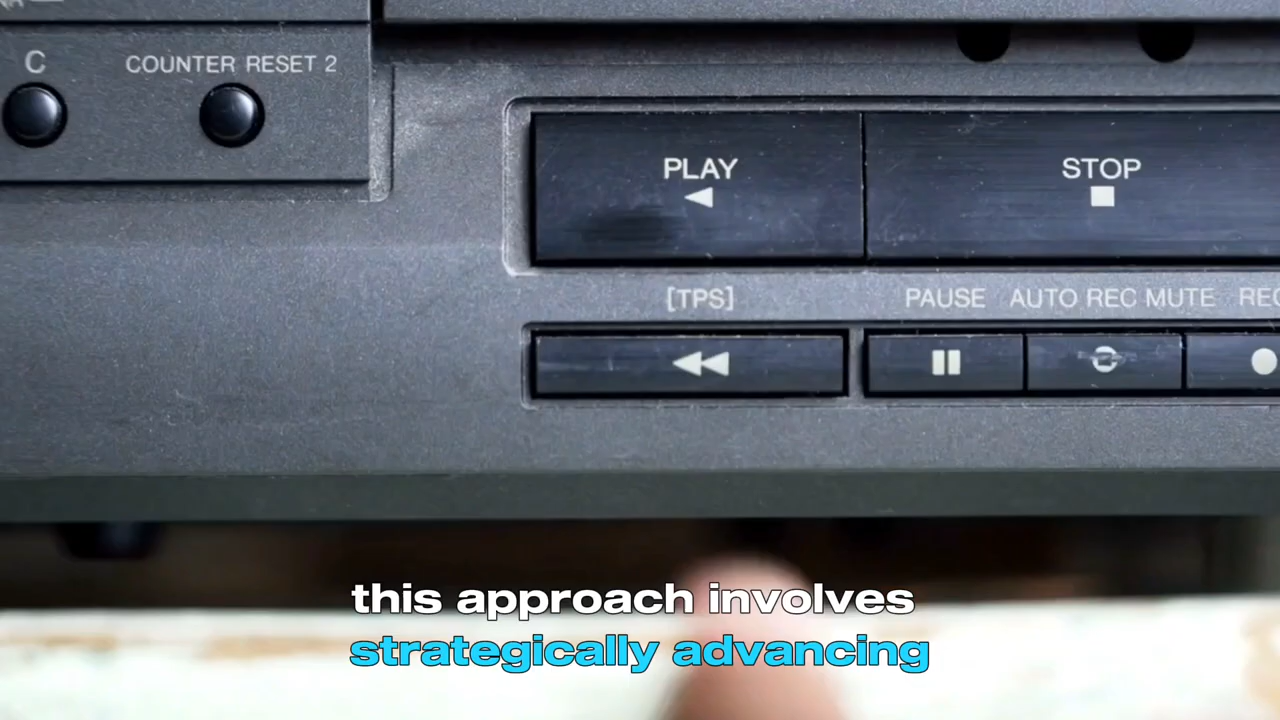 C COUNTER RESET 2
PLAY
STOP
[TPS]
PAUSE AUTO REC MUTE
this approach involves
strategically advancing